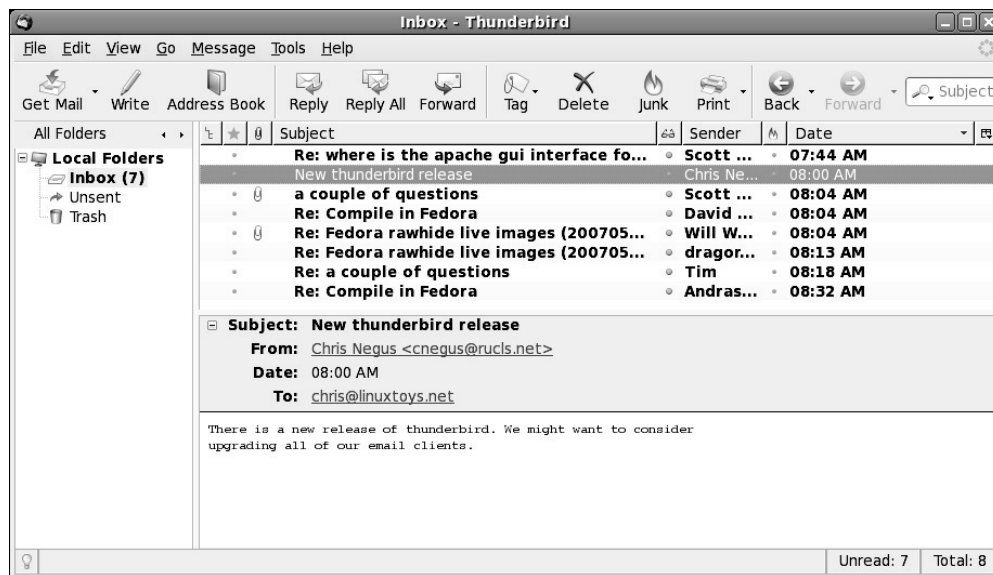 Inbox - Thunderbird
File Edit View Go Message Tools Help
Get Mail Write Address Book Reply Reply All Forward Tag Delete Junk Print Back Forward Subject
All Folders Subject Sender Date
Local Folders
Inbox (7)
Unsent
Trash
Re: where is the apache gui interface fo... Scott ... 07:44 AM
New thunderbird release Chris Ne... 08:00 AM
a couple of questions Scott ... 08:04 AM
Re: Compile in Fedora David ... 08:04 AM
Re: Fedora rawhide live images (200705... Will W... 08:04 AM
Re: Fedora rawhide live images (200705... dragor... 08:13 AM
Re: a couple of questions Tim 08:18 AM
Re: Compile in Fedora Andras... 08:32 AM
Subject: New thunderbird release
From: Chris Negus <cnegus@rucls.net>
Date: 08:00 AM
To: chris@linuxtoys.net
There is a new release of thunderbird. We might want to consider
upgrading all of our email clients.
Unread: 7 Total: 8